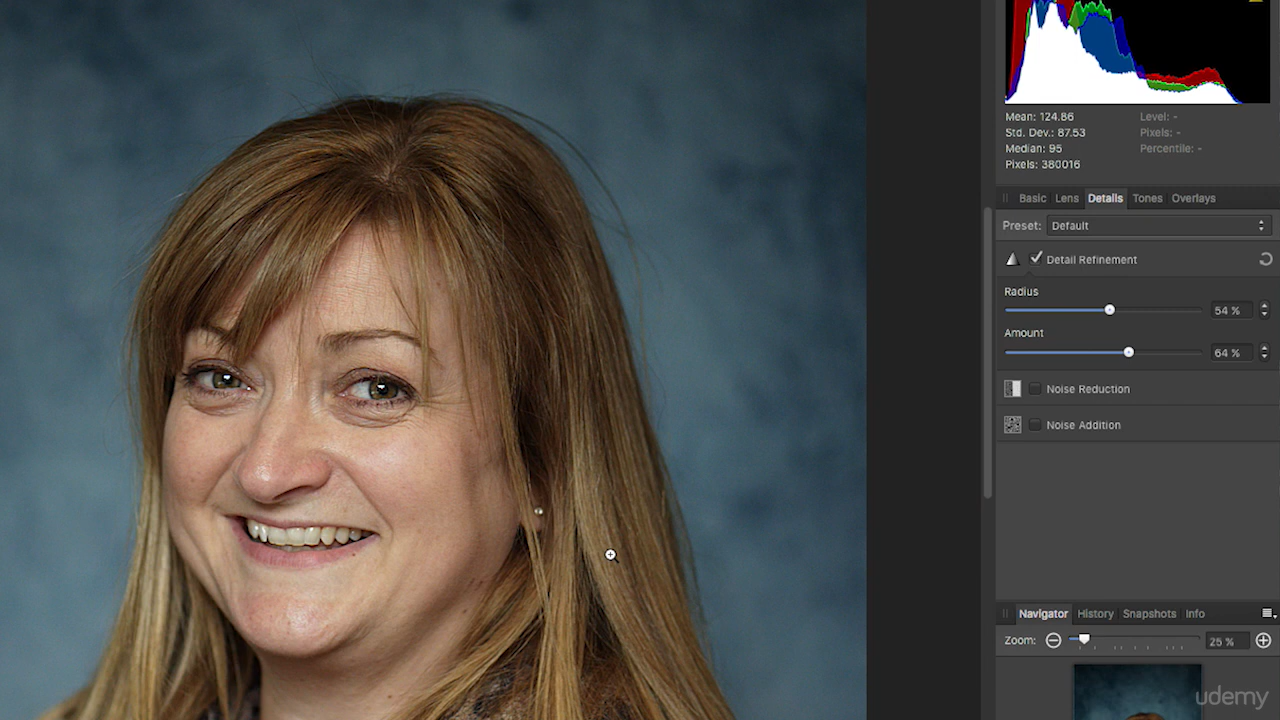 Mean: 124.86 Level: -
Std. Dev.: 87.53 Pixels: -
Median: 95 Percentile: -
Pixels: 380016
Basic Lens Details Tones Overlays
Preset: Default
Detail Refinement
Radius
54 %
Amount
64 %
Noise Reduction
Noise Addition
Navigator History Snapshots Info
Zoom: 25 %
udemy